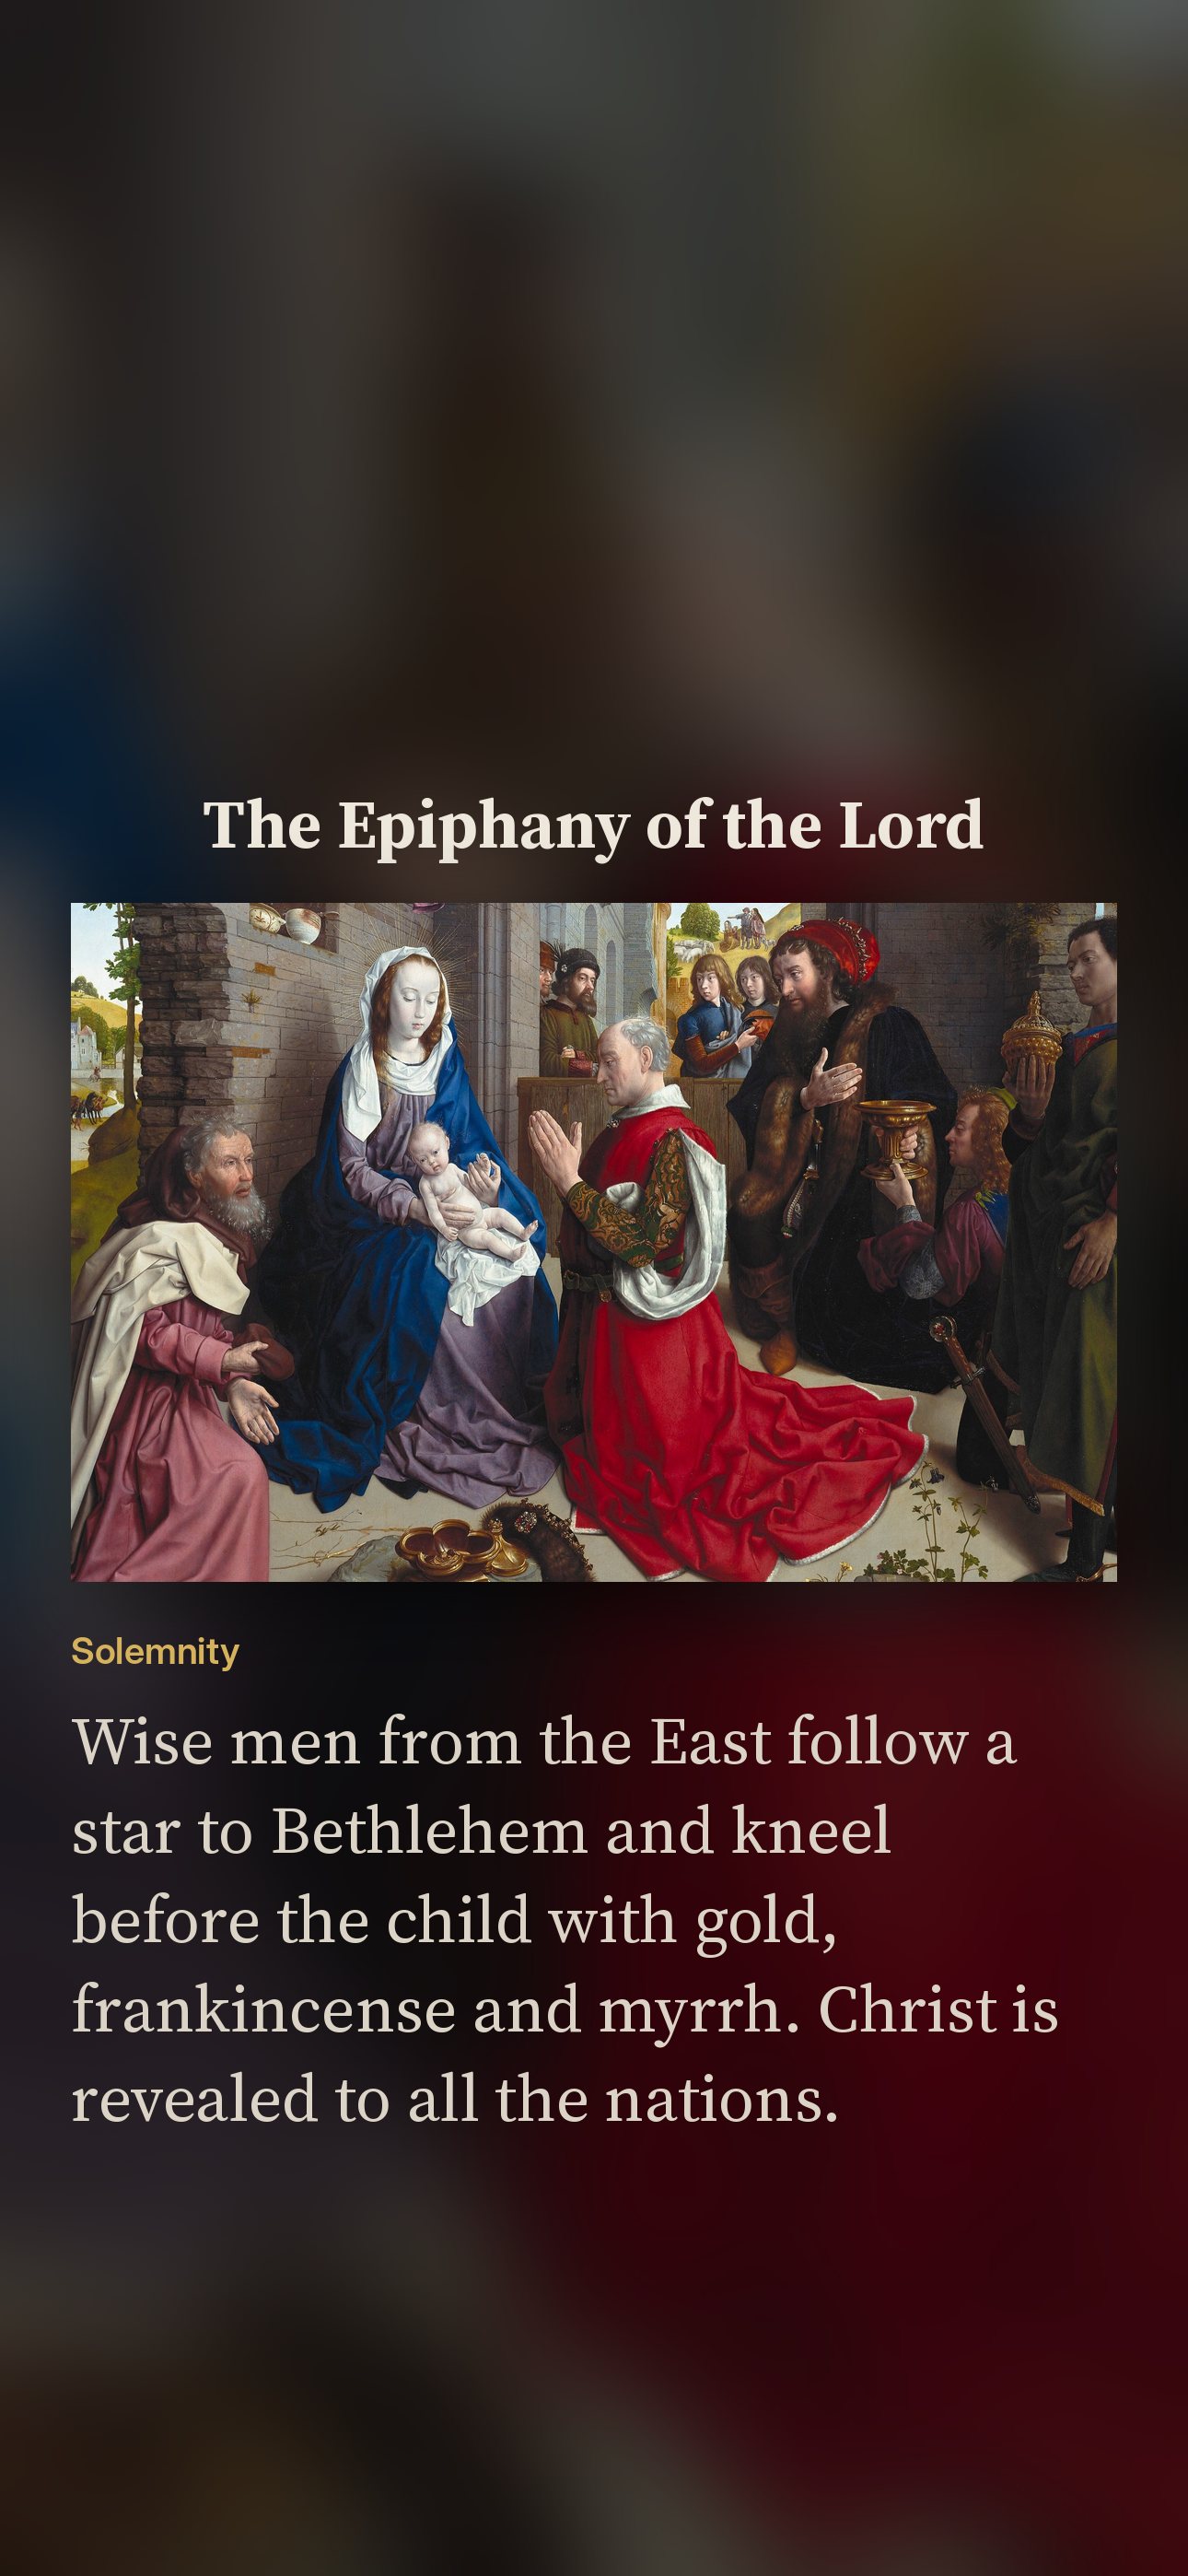 The Epiphany of the Lord
Solemnity
Wise men from the East follow a
star to Bethlehem and kneel
before the child with gold,
frankincense and myrrh. Christ is
revealed to all the nations.